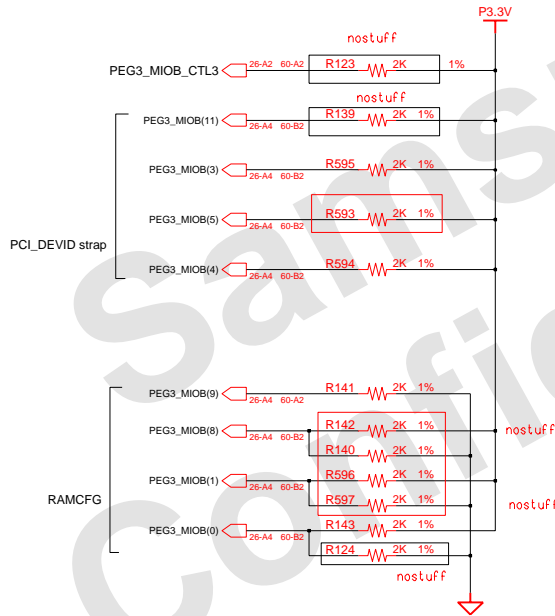 P3.3V
nostuff
PEG3_MIOB_CTL3 26-A2 60-A2 R123 2K 1%
nostuff
PEG3_MIOB(11) 26-A4 60-B2 R139 2K 1%
PEG3_MIOB(3) 26-A4 60-B2 R595 2K 1%
PEG3_MIOB(5) 26-A4 60-B2 R593 2K 1%
PCI_DEVID strap
PEG3_MIOB(4) 26-A4 60-B2 R594 2K 1%
PEG3_MIOB(9) 26-A4 60-A2 R141 2K 1%
PEG3_MIOB(8) 26-A4 60-B2 R142 2K 1% nostuff
R140 2K 1%
PEG3_MIOB(1) 26-A4 60-B2 R596 2K 1%
RAMCFG
R597 2K 1% nostuff
PEG3_MIOB(0) 26-A4 60-B2 R143 2K 1%
R124 2K 1%
nostuff
Sams
Confi